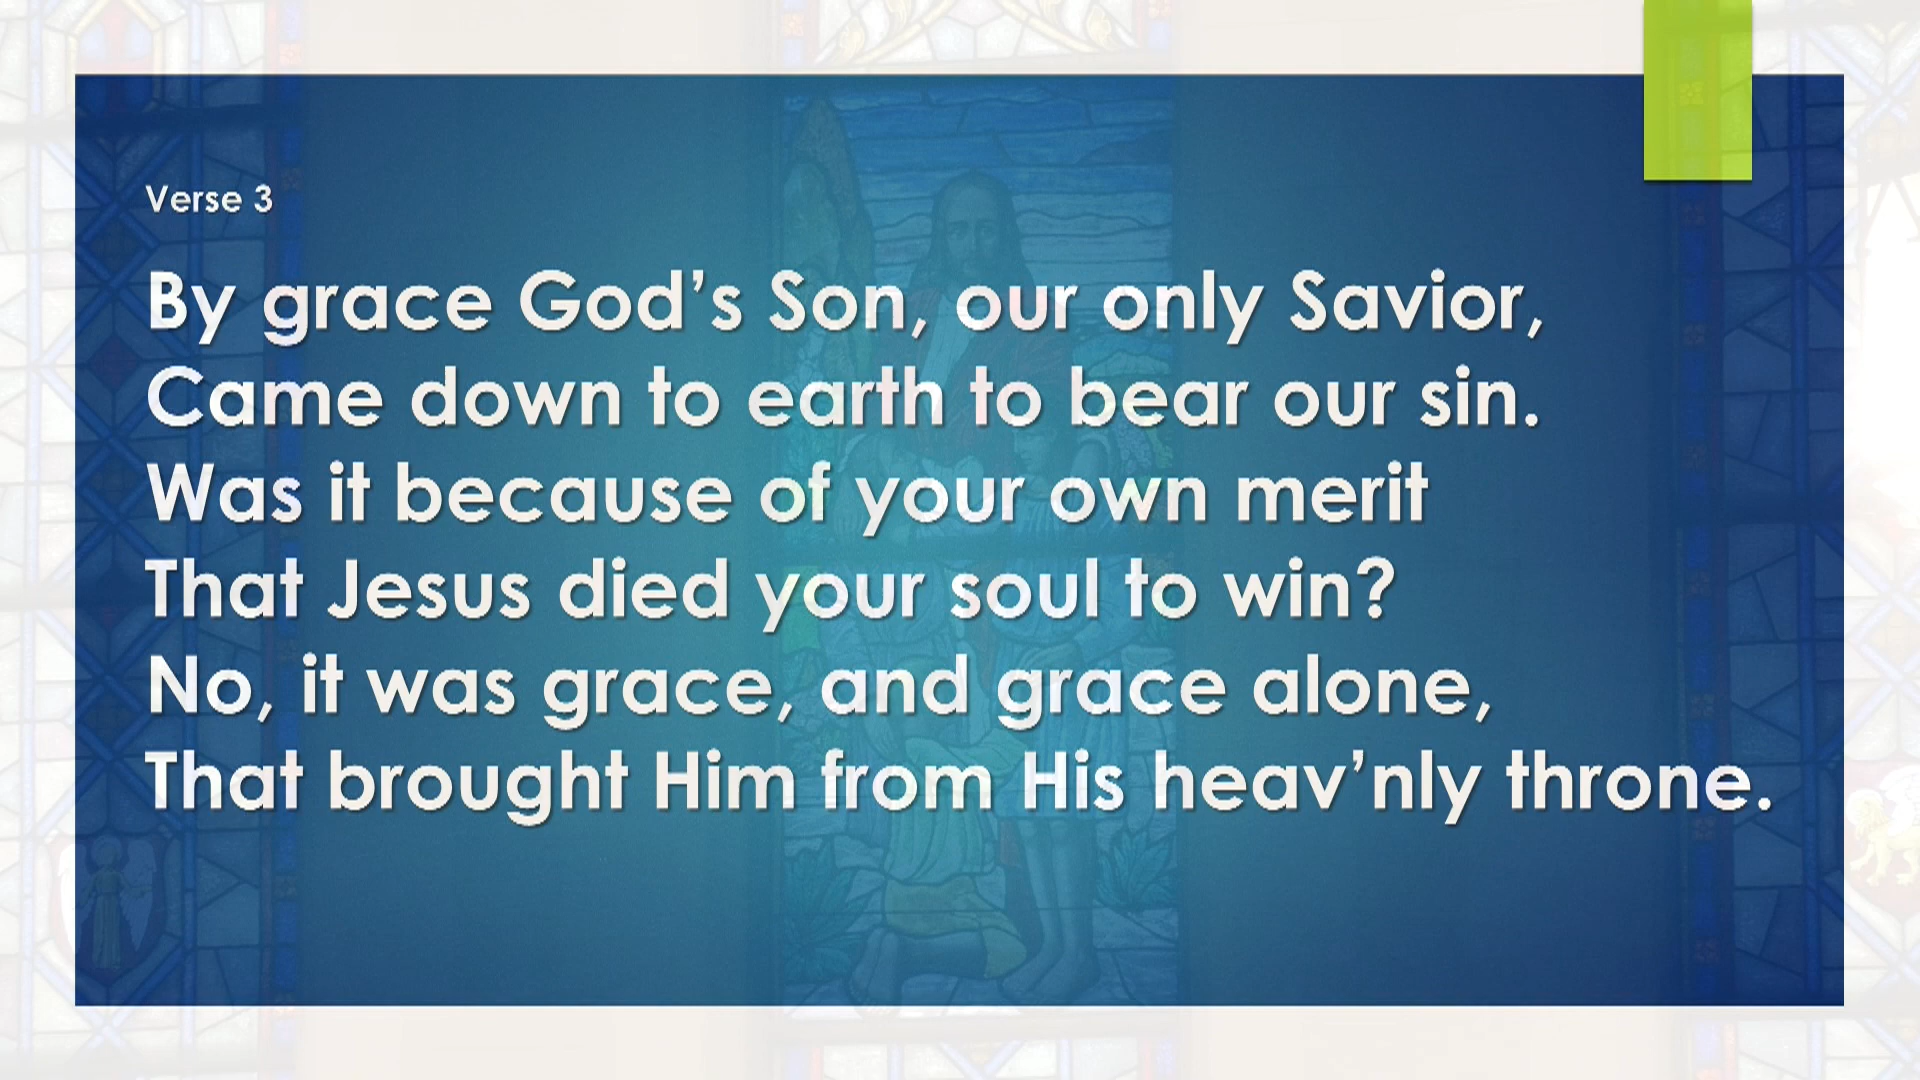 Verse 3
By grace God’s Son, our only Savior,
Came down to earth to bear our sin.
Was it because of your own merit
That Jesus died your soul to win?
No, it was grace, and grace alone,
That brought Him from His heav’nly throne.